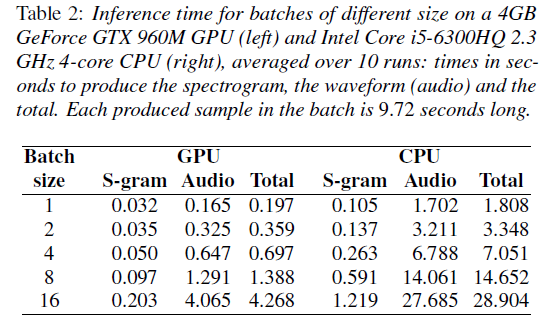 Table 2: Inference time for batches of different size on a 4GB
GeForce GTX 960M GPU (left) and Intel Core i5-6300HQ 2.3
GHz 4-core CPU (right), averaged over 10 runs: times in sec-
onds to produce the spectrogram, the waveform (audio) and the
total. Each produced sample in the batch is 9.72 seconds long.
Batch GPU CPU
size S-gram Audio Total S-gram Audio Total
1 0.032 0.165 0.197 0.105 1.702 1.808
2 0.035 0.325 0.359 0.137 3.211 3.348
4 0.050 0.647 0.697 0.263 6.788 7.051
8 0.097 1.291 1.388 0.591 14.061 14.652
16 0.203 4.065 4.268 1.219 27.685 28.904